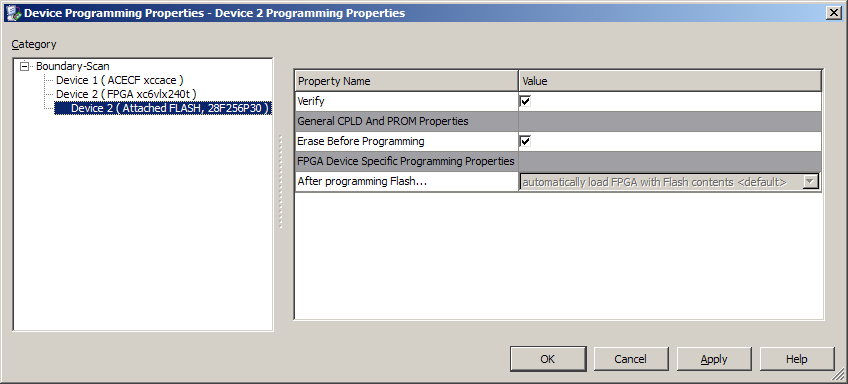 Device Programming Properties - Device 2 Programming Properties
Category
Boundary-Scan
Device 1 ( ACECF xccace )
Device 2 ( FPGA xc6vlx240t )
Device 2 ( Attached FLASH, 28F256P30 )
Property Name Value
Verify
General CPLD And PROM Properties
Erase Before Programming
FPGA Device Specific Programming Properties
After programming Flash... automatically load FPGA with Flash contents <default>
OK Cancel Apply Help